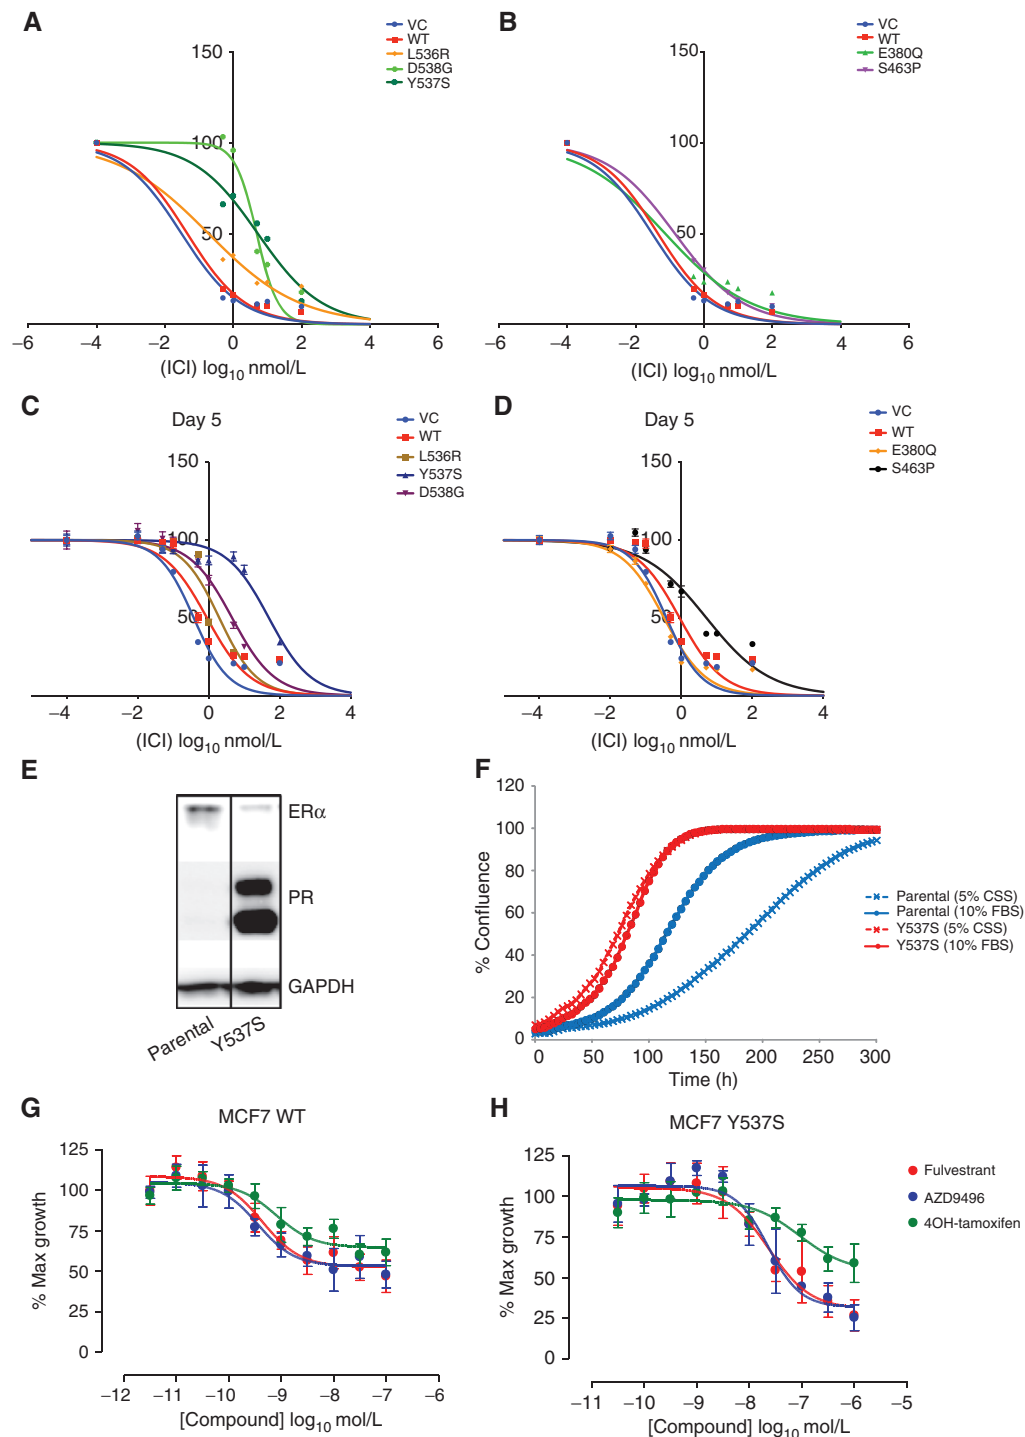 A
VC
WT
L536R
D538G
Y537S
150
100
50
−6 −4 −2 0 2 4 6
(ICI) log10 nmol/L
B
VC
WT
E380Q
S463P
150
100
50
−6 −4 −2 0 2 4 6
(ICI) log10 nmol/L
C
Day 5
VC
WT
L536R
Y537S
D538G
150
100
50
−4 −2 0 2 4
(ICI) log10 nmol/L
D
Day 5
VC
WT
E380Q
S463P
150
100
50
−4 −2 0 2 4
(ICI) log10 nmol/L
E
ERα
PR
GAPDH
Parental
Y537S
F
120
100
80
60
40
20
0
% Confluence
0 50 100 150 200 250 300
Time (h)
Parental (5% CSS)
Parental (10% FBS)
Y537S (5% CSS)
Y537S (10% FBS)
G
MCF7 WT
125
100
75
50
25
0
% Max growth
−12 −11 −10 −9 −8 −7 −6
[Compound] log10 mol/L
H
MCF7 Y537S
125
100
75
50
25
0
% Max growth
−11 −10 −9 −8 −7 −6 −5
[Compound] log10 mol/L
Fulvestrant
AZD9496
4OH-tamoxifen